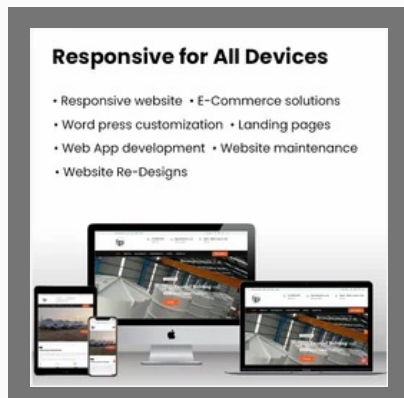 Responsive for All Devices
• Responsive website • E-Commerce solutions
• Word press customization • Landing pages
• Web App development • Website maintenance
• Website Re-Designs